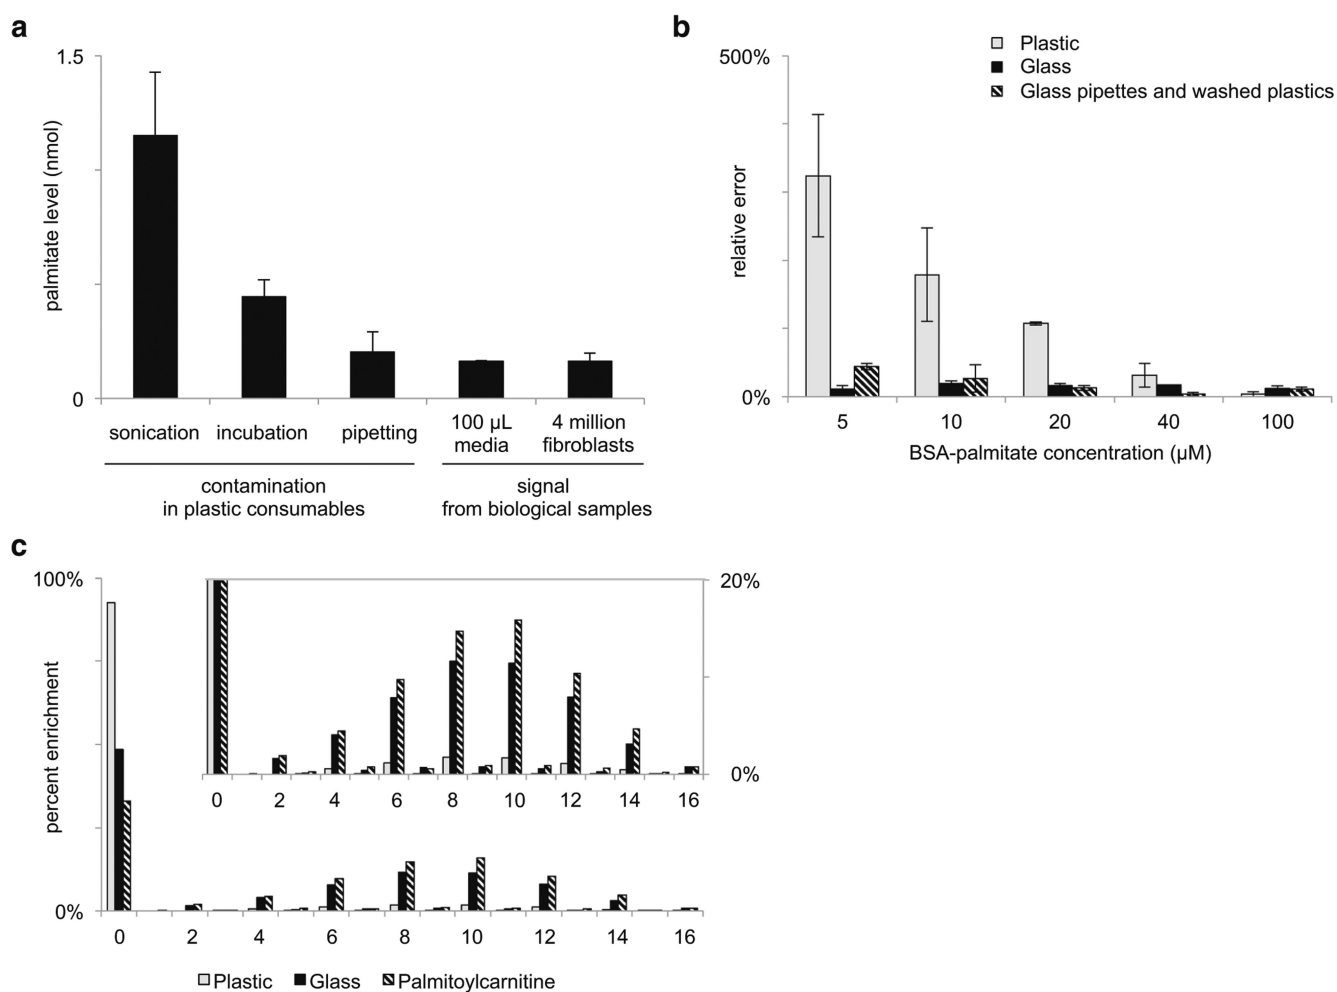 a
1.5
palmitate level (nmol)
0
sonication incubation pipetting 100 µL media 4 million fibroblasts
contamination
in plastic consumables
signal
from biological samples
b
Plastic
Glass
Glass pipettes and washed plastics
500%
relative error
0%
5 10 20 40 100
BSA-palmitate concentration (µM)
c
100%
percent enrichment
0%
20%
0%
0 2 4 6 8 10 12 14 16
0 2 4 6 8 10 12 14 16
Plastic Glass Palmitoylcarnitine